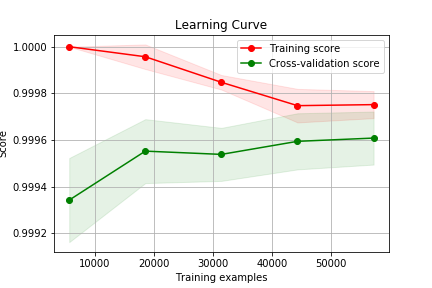 Learning Curve
Training score
Cross-validation score
1.0000
0.9998
0.9996
0.9994
0.9992
Score
10000 20000 30000 40000 50000
Training examples